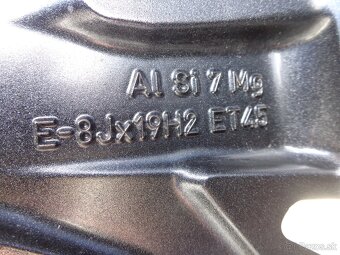 Al Si 7 Mg
E-8Jx19H2 ET45